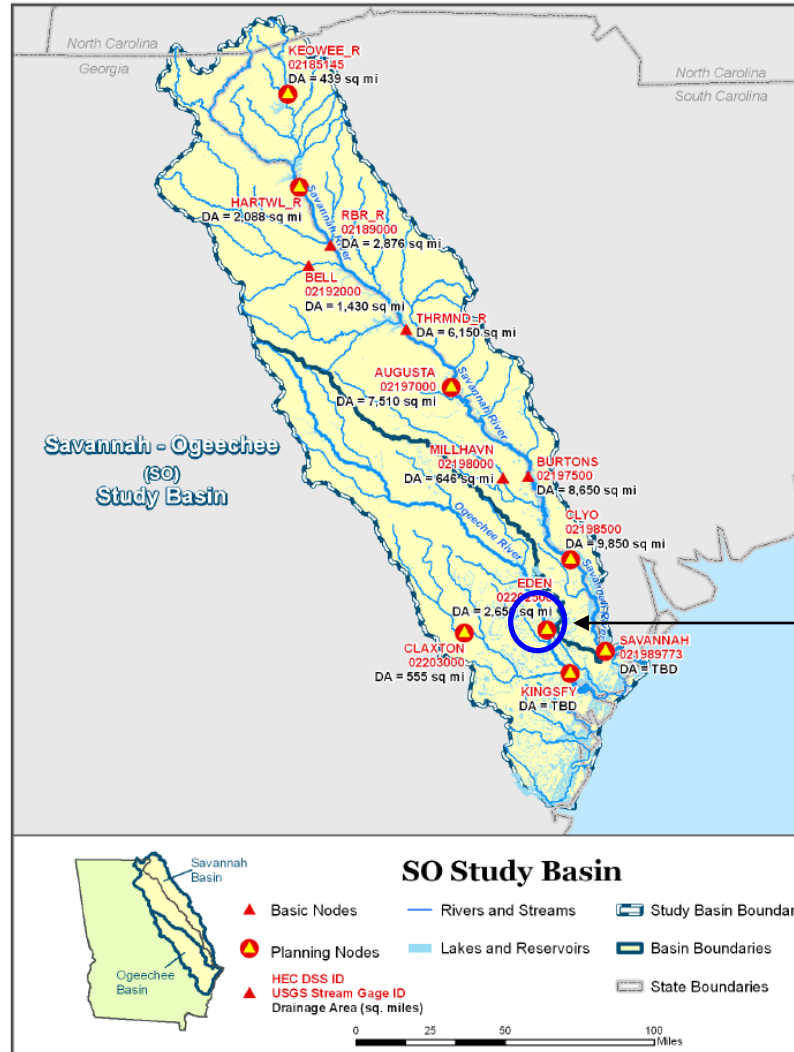 North Carolina
Georgia
North Carolina
South Carolina
KEOWEE_R
02185145
DA = 439 sq mi
HARTWL_R
DA = 2,088 sq mi
Savannah River
RBR_R
02189000
DA = 2,876 sq mi
BELL
02192000
DA = 1,430 sq mi
THRMND_R
DA = 6,150 sq mi
AUGUSTA
02197000
DA = 7,510 sq mi
Savannah River
Savannah - Ogeechee
(SO)
Study Basin
MILLHAVN
02198000
DA = 646 sq mi
BURTONS
02197500
DA = 8,650 sq mi
Ogeechee River
CLYO
02198500
DA = 9,850 sq mi
Savannah River
EDEN
DA = sq mi
CLAXTON
02203000
DA = 555 sq mi
SAVANNAH
021989773
DA = TBD
KINGSFY
DA = TBD
Savannah
Basin
Ogeechee
Basin
SO Study Basin
Basic Nodes
Planning Nodes
HEC DSS ID
USGS Stream Gage ID
Drainage Area (sq. miles)
Rivers and Streams
Lakes and Reservoirs
Study Basin Boundar
Basin Boundaries
State Boundaries
0 25 50 100
Miles